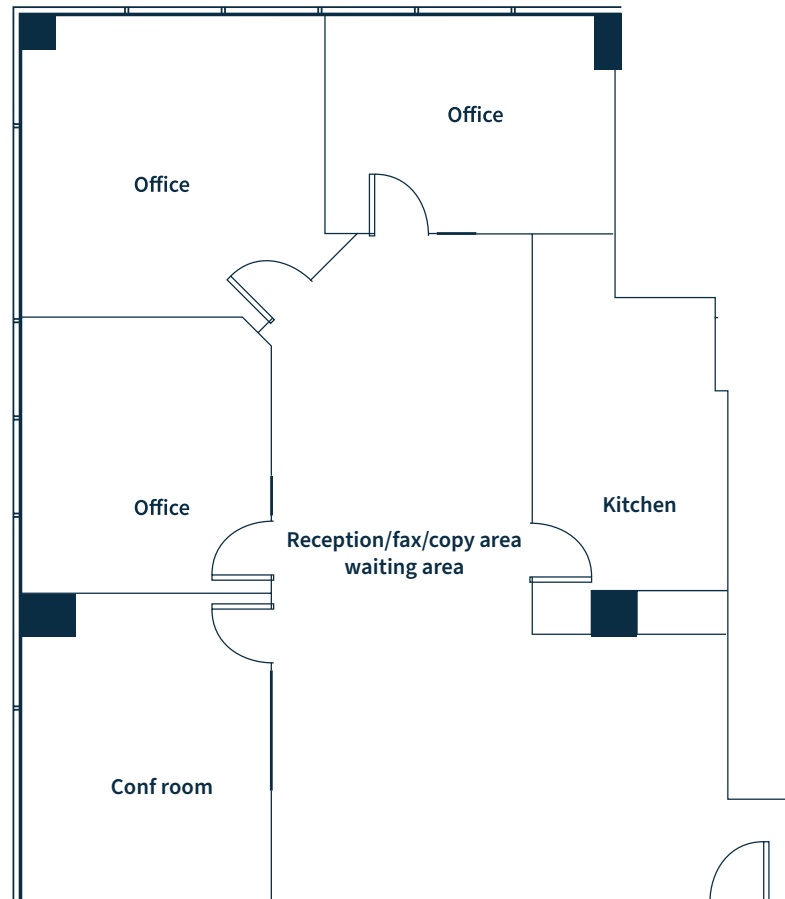 Office
Office
Office
Kitchen
Reception/fax/copy area
waiting area
Conf room